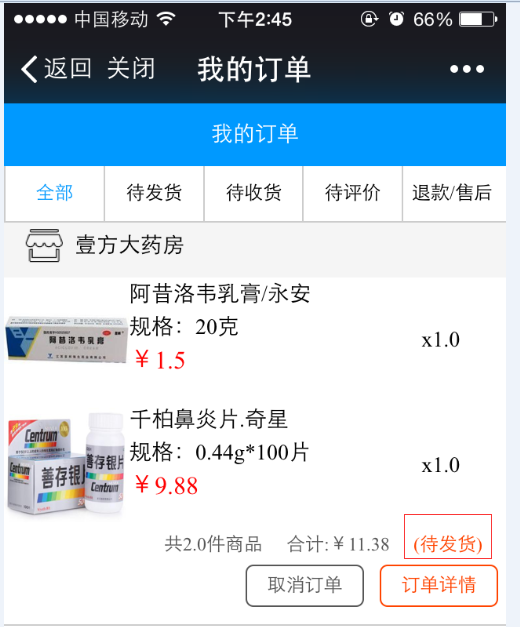 中国移动 下午2:45 66%
返回 关闭 我的订单
我的订单
全部 待发货 待收货 待评价 退款/售后
壹方大药房
阿昔洛韦乳膏/永安
规格：20克
x1.0
￥1.5
阿昔洛韦乳膏
千柏鼻炎片.奇星
规格：0.44g*100片
x1.0
￥9.88
Centrum
Centrum
善存银片
善存银片
Centrum
共2.0件商品 合计:￥11.38 (待发货)
取消订单 订单详情